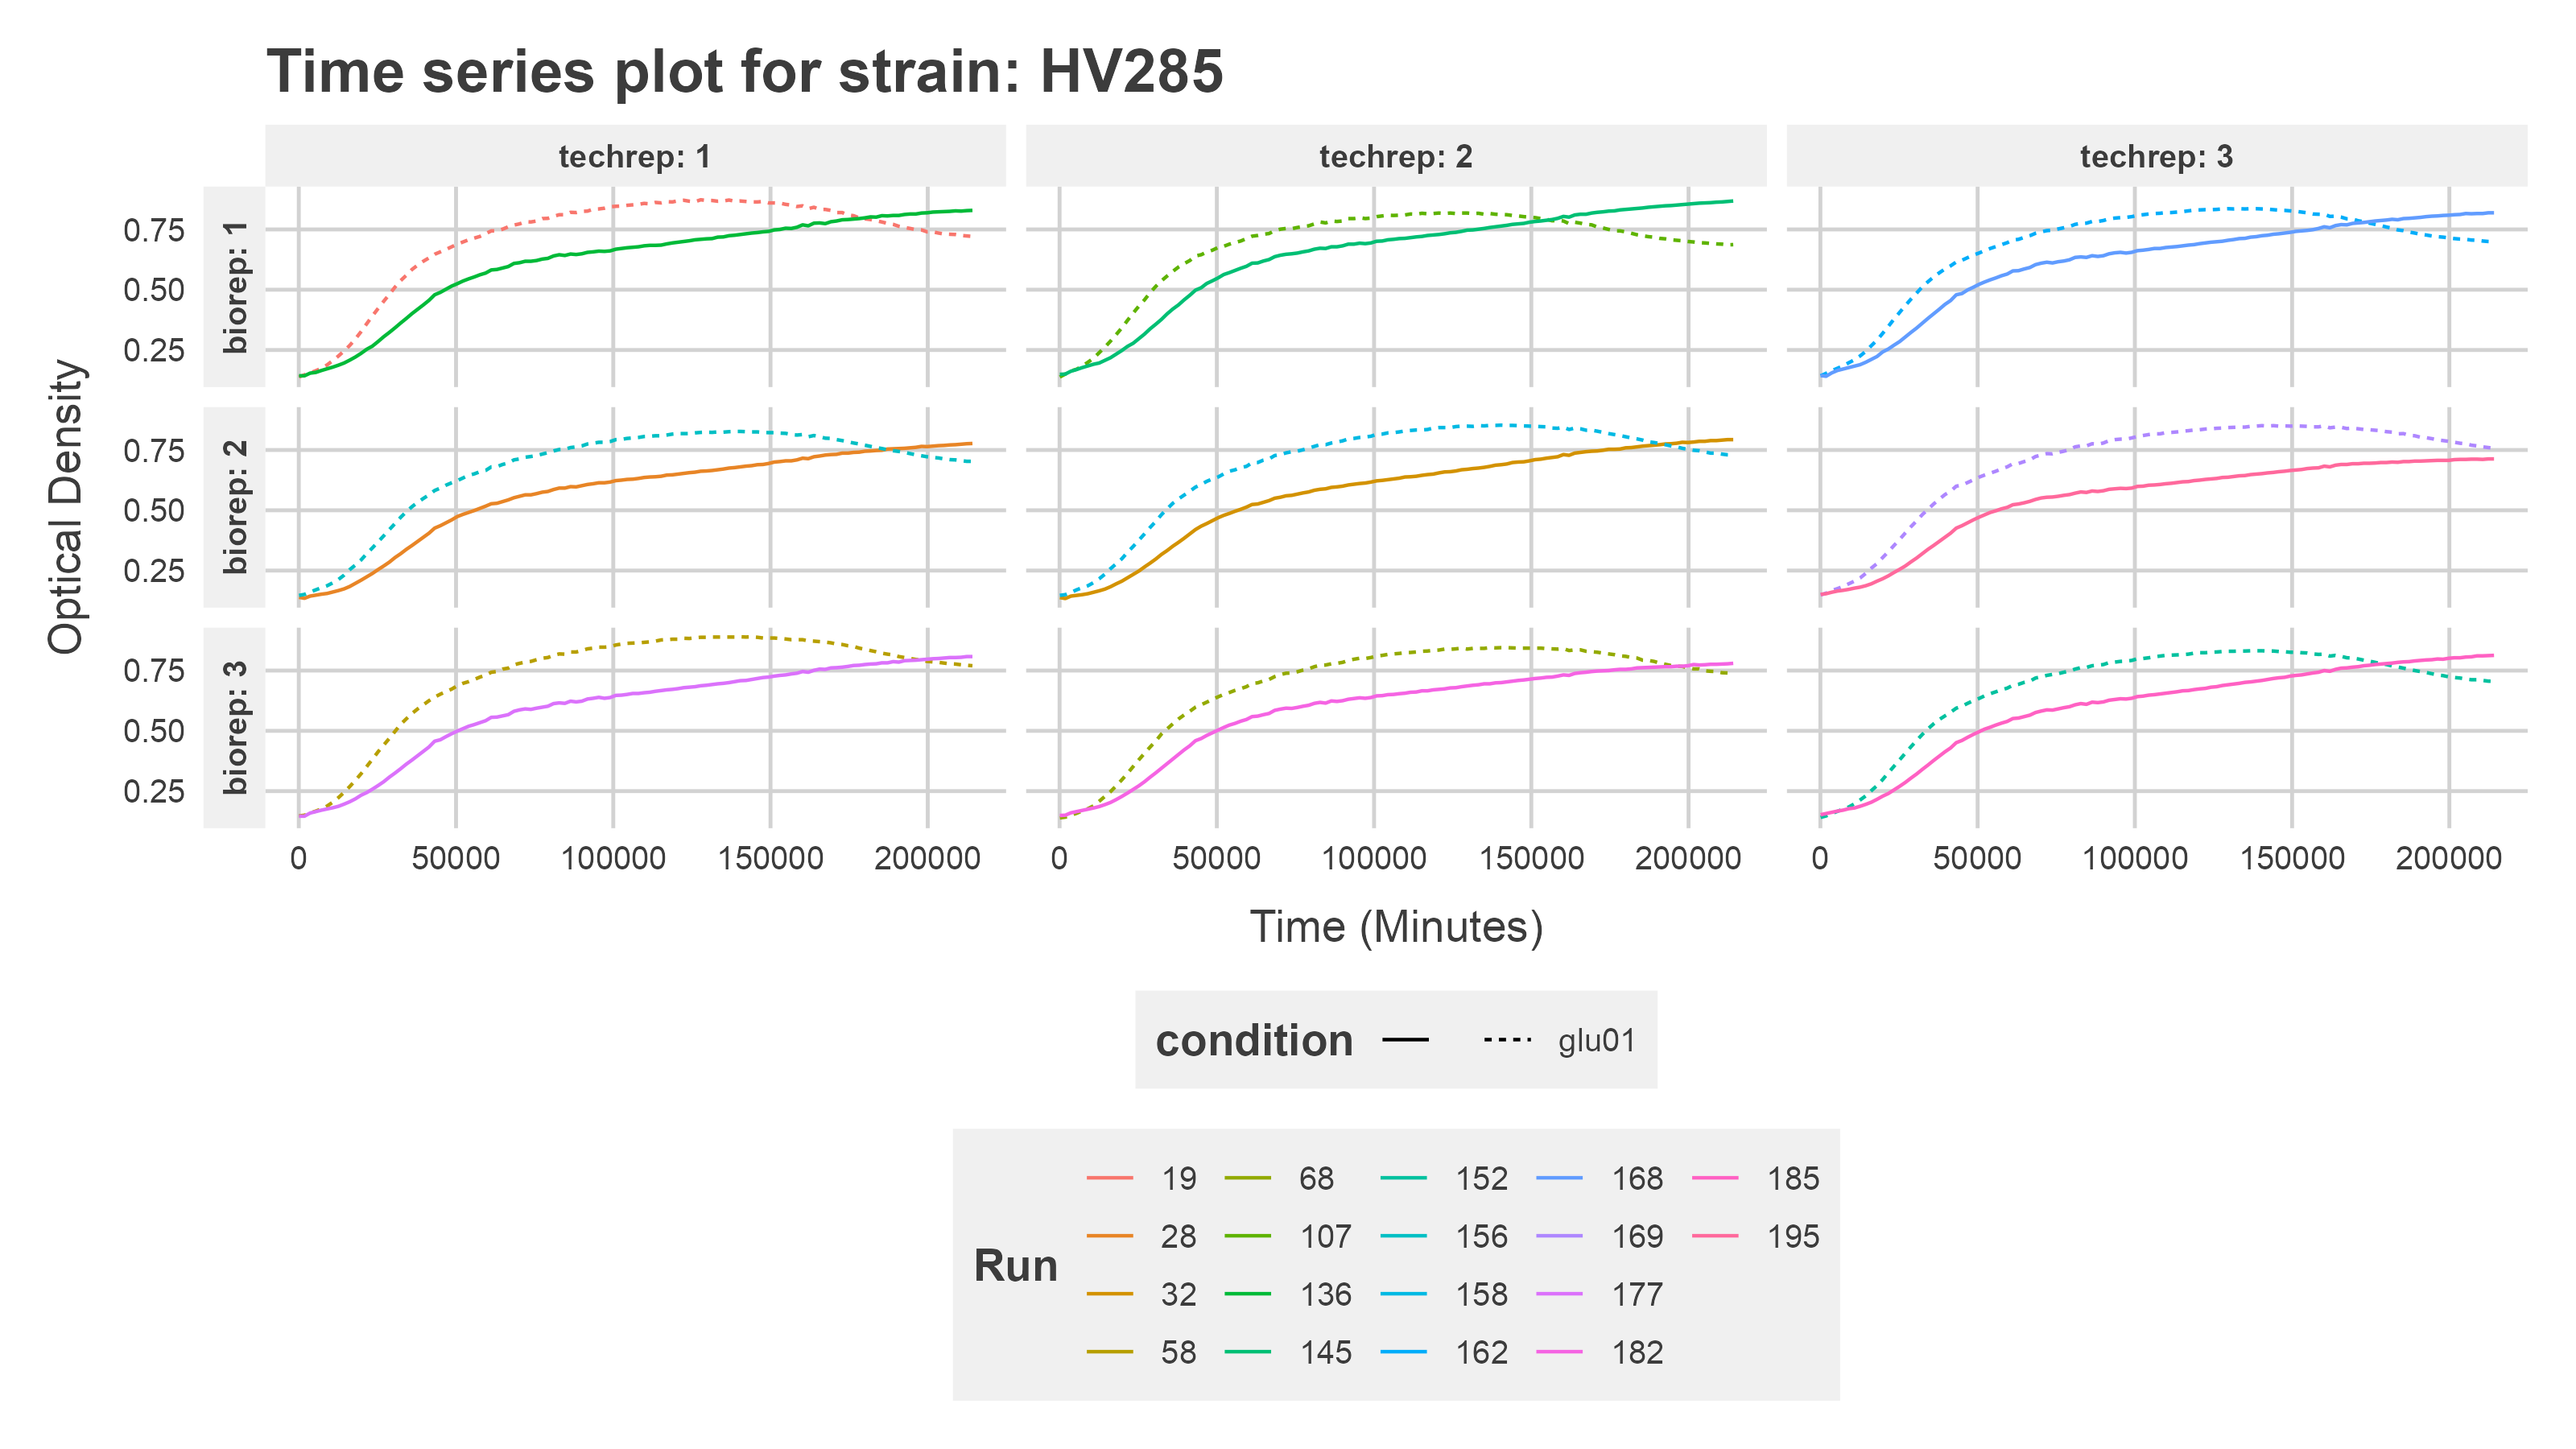 Time series plot for strain: HV285
techrep: 1
techrep: 2
techrep: 3
biorep: 1
0.75
0.50
0.25
biorep: 2
0.75
0.50
0.25
biorep: 3
0.75
0.50
0.25
Optical Density
0 50000 100000 150000 200000
0 50000 100000 150000 200000
0 50000 100000 150000 200000
Time (Minutes)
condition glu01
Run
19 68 152 168 185
28 107 156 169 195
32 136 158 177
58 145 162 182